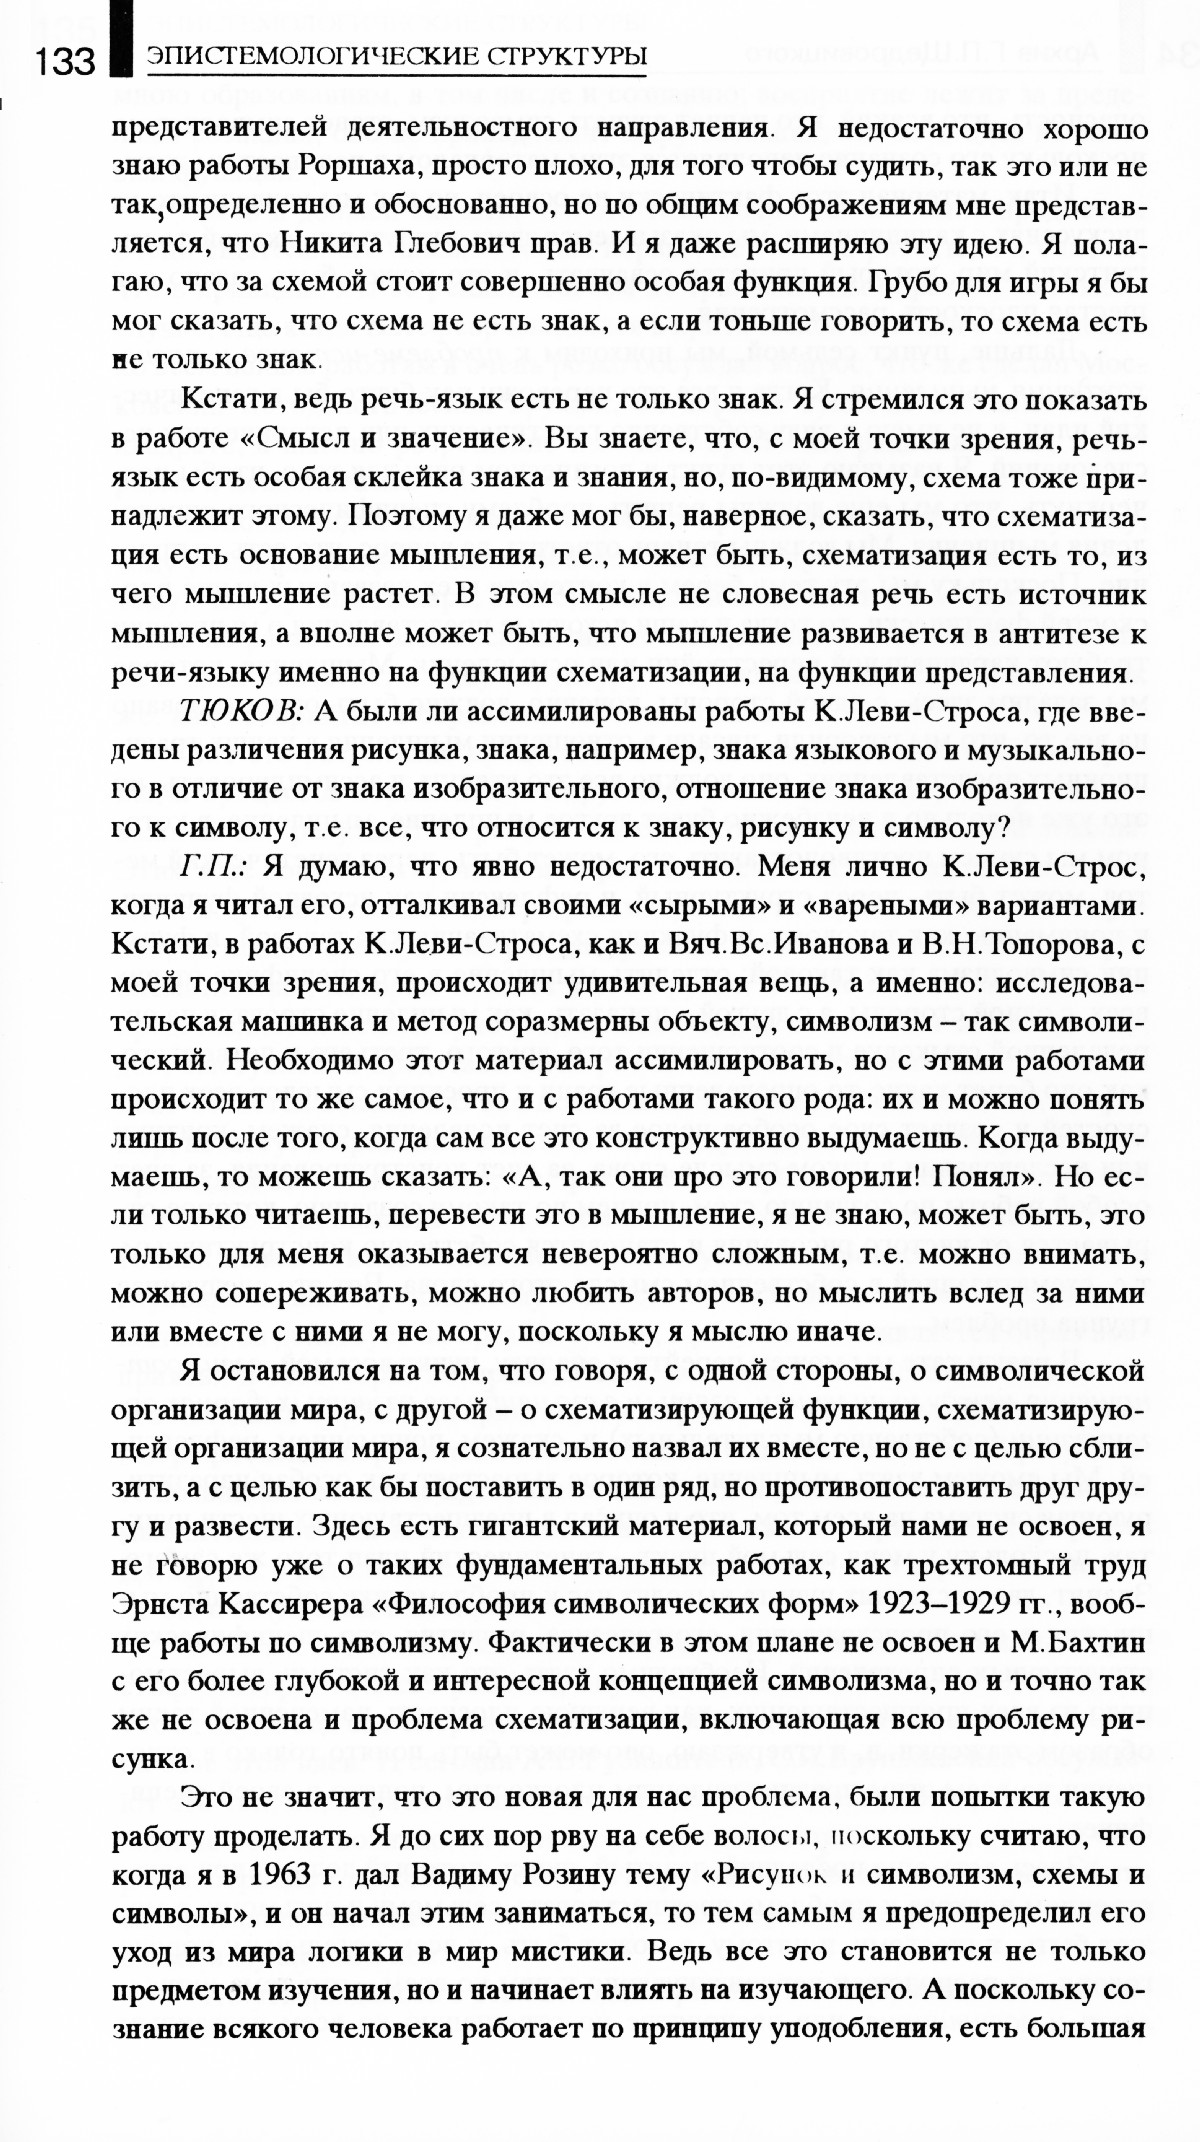 133 ЭПИСТЕМОЛОГИЧЕСКИЕ СТРУКТУРЫ
представителей деятельностного направления. Я недостаточно хорошо
знаю работы Роршаха, просто плохо, для того чтобы судить, так это или не
так, определенно и обоснованно, но по общим соображениям мне представ-
ляется, что Никита Глебович прав. И я даже расширяю эту идею. Я пола-
гаю, что за схемой стоит совершенно особая функция. Грубо для игры я бы
мог сказать, что схема не есть знак, а если тоньше говорить, то схема есть
не только знак.
Кстати, ведь речь-язык есть не только знак. Я стремился это показать
в работе «Смысл и значение». Вы знаете, что, с моей точки зрения, речь-
язык есть особая склейка знака и знания, но, по-видимому, схема тоже при-
надлежит этому. Поэтому я даже мог бы, наверное, сказать, что схематиза-
ция есть основание мышления, т.е., может быть, схематизация есть то, из
чего мышление растет. В этом смысле не словесная речь есть источник
мышления, а вполне может быть, что мышление развивается в антитезе к
речи-языку именно на функции схематизации, на функции представления.
ТЮКОВ: А были ли ассимилированы работы К.Леви-Строса, где вве-
дены различения рисунка, знака, например, знака языкового и музыкально-
го в отличие от знака изобразительного, отношение знака изобразительно-
го к символу, т.е. все, что относится к знаку, рисунку и символу?
Г.П.: Я думаю, что явно недостаточно. Меня лично К.Леви-Строс,
когда я читал его, отталкивал своими «сырыми» и «вареными» вариантами.
Кстати, в работах К.Леви-Строса, как и Вяч.Вс.Иванова и В.Н.Топорова, с
моей точки зрения, происходит удивительная вещь, а именно: исследова-
тельская машинка и метод соразмерны объекту, символизм – так символи-
ческий. Необходимо этот материал ассимилировать, но с этими работами
происходит то же самое, что и с работами такого рода: их и можно понять
лишь после того, когда сам все это конструктивно выдумаешь. Когда выду-
маешь, то можешь сказать: «А, так они про это говорили! Понял». Но ес-
ли только читаешь, перевести это в мышление, я не знаю, может быть, это
только для меня оказывается невероятно сложным, т.е. можно внимать,
можно сопереживать, можно любить авторов, но мыслить вслед за ними
или вместе с ними я не могу, поскольку я мыслю иначе.
Я остановился на том, что говоря, с одной стороны, о символической
организации мира, с другой – о схематизирующей функции, схематизирую-
щей организации мира, я сознательно назвал их вместе, но не с целью сбли-
зить, а с целью как бы поставить в один ряд, но противопоставить друг дру-
гу и развести. Здесь есть гигантский материал, который нами не освоен, я
не говорю уже о таких фундаментальных работах, как трехтомный труд
Эрнста Кассирера «Философия символических форм» 1923–1929 гг., вооб-
ще работы по символизму. Фактически в этом плане не освоен и М.Бахтин
с его более глубокой и интересной концепцией символизма, но и точно так
же не освоена и проблема схематизации, включающая всю проблему ри-
сунка.
Это не значит, что это новая для нас проблема, были попытки такую
работу проделать. Я до сих пор рву на себе волосы, поскольку считаю, что
когда я в 1963 г. дал Вадиму Розину тему «Рисунок и символизм, схемы и
символы», и он начал этим заниматься, то тем самым я предопределил его
уход из мира логики в мир мистики. Ведь все это становится не только
предметом изучения, но и начинает влиять на изучающего. А поскольку со-
знание всякого человека работает по принципу уподобления, есть большая